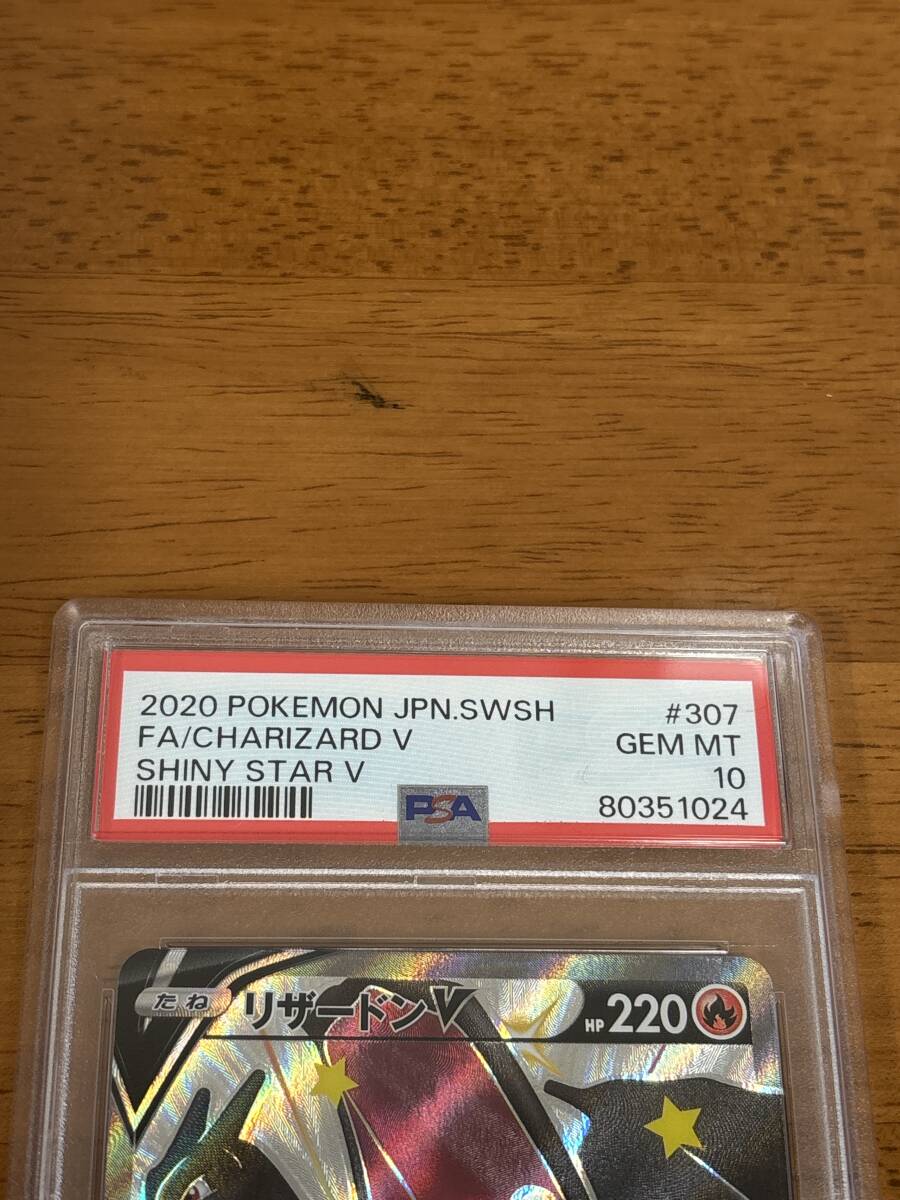 2020 POKEMON JPN.SWSH #307
FA/CHARIZARD V GEM MT
SHINY STAR V 10
PSA 80351024
たね リザードンV HP 220